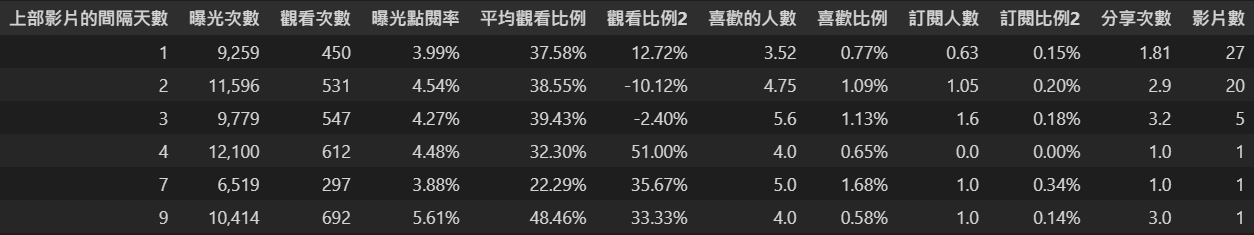 上部影片的間隔天數 曝光次數 觀看次數 曝光點閱率 平均觀看比例 觀看比例2 喜歡的人數 喜歡比例 訂閱人數 訂閱比例2 分享次數 影片數
1 9,259 450 3.99% 37.58% 12.72% 3.52 0.77% 0.63 0.15% 1.81 27
2 11,596 531 4.54% 38.55% -10.12% 4.75 1.09% 1.05 0.20% 2.9 20
3 9,779 547 4.27% 39.43% -2.40% 5.6 1.13% 1.6 0.18% 3.2 5
4 12,100 612 4.48% 32.30% 51.00% 4.0 0.65% 0.0 0.00% 1.0 1
7 6,519 297 3.88% 22.29% 35.67% 5.0 1.68% 1.0 0.34% 1.0 1
9 10,414 692 5.61% 48.46% 33.33% 4.0 0.58% 1.0 0.14% 3.0 1